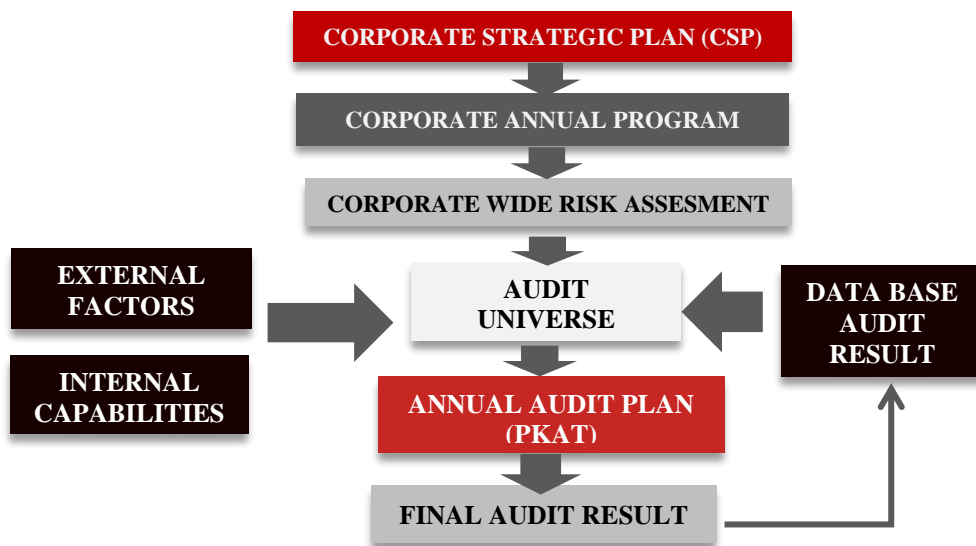 CORPORATE STRATEGIC PLAN (CSP)
CORPORATE ANNUAL PROGRAM
CORPORATE WIDE RISK ASSESMENT
EXTERNAL
FACTORS
INTERNAL
CAPABILITIES
AUDIT
UNIVERSE
DATA BASE
AUDIT
RESULT
ANNUAL AUDIT PLAN
(PKAT)
FINAL AUDIT RESULT